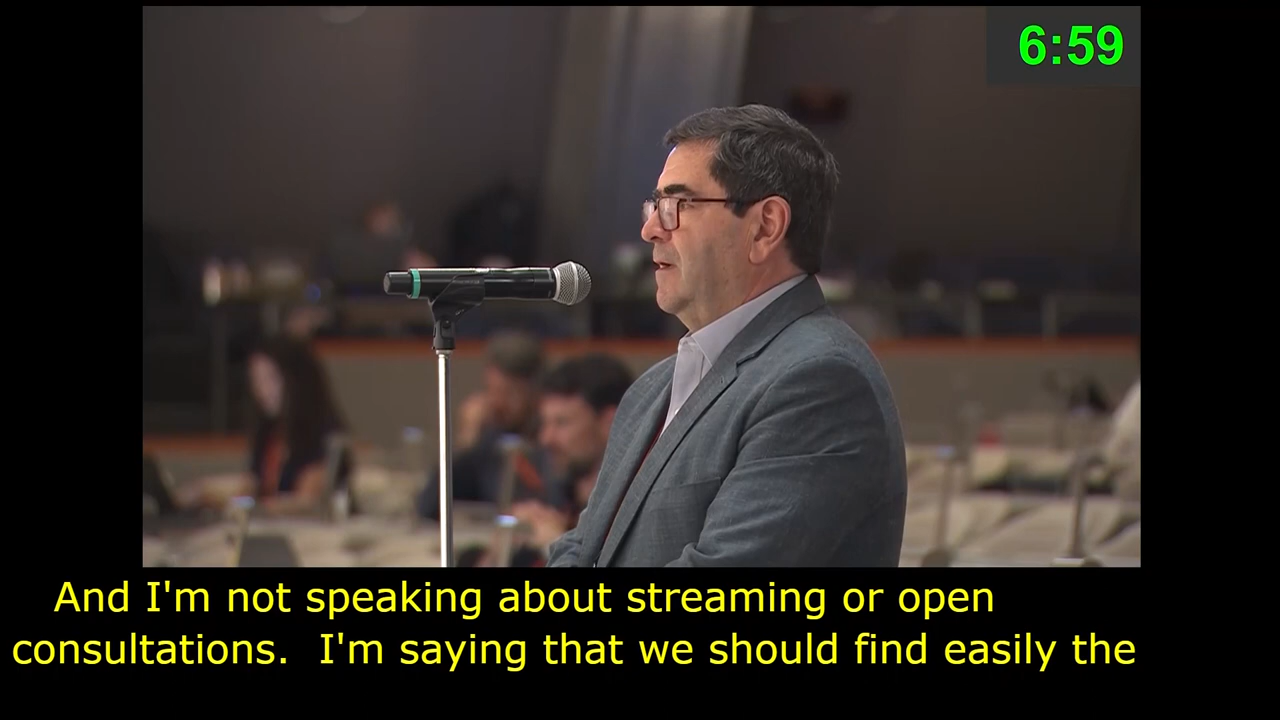 6:59
And I'm not speaking about streaming or open
consultations.  I'm saying that we should find easily the